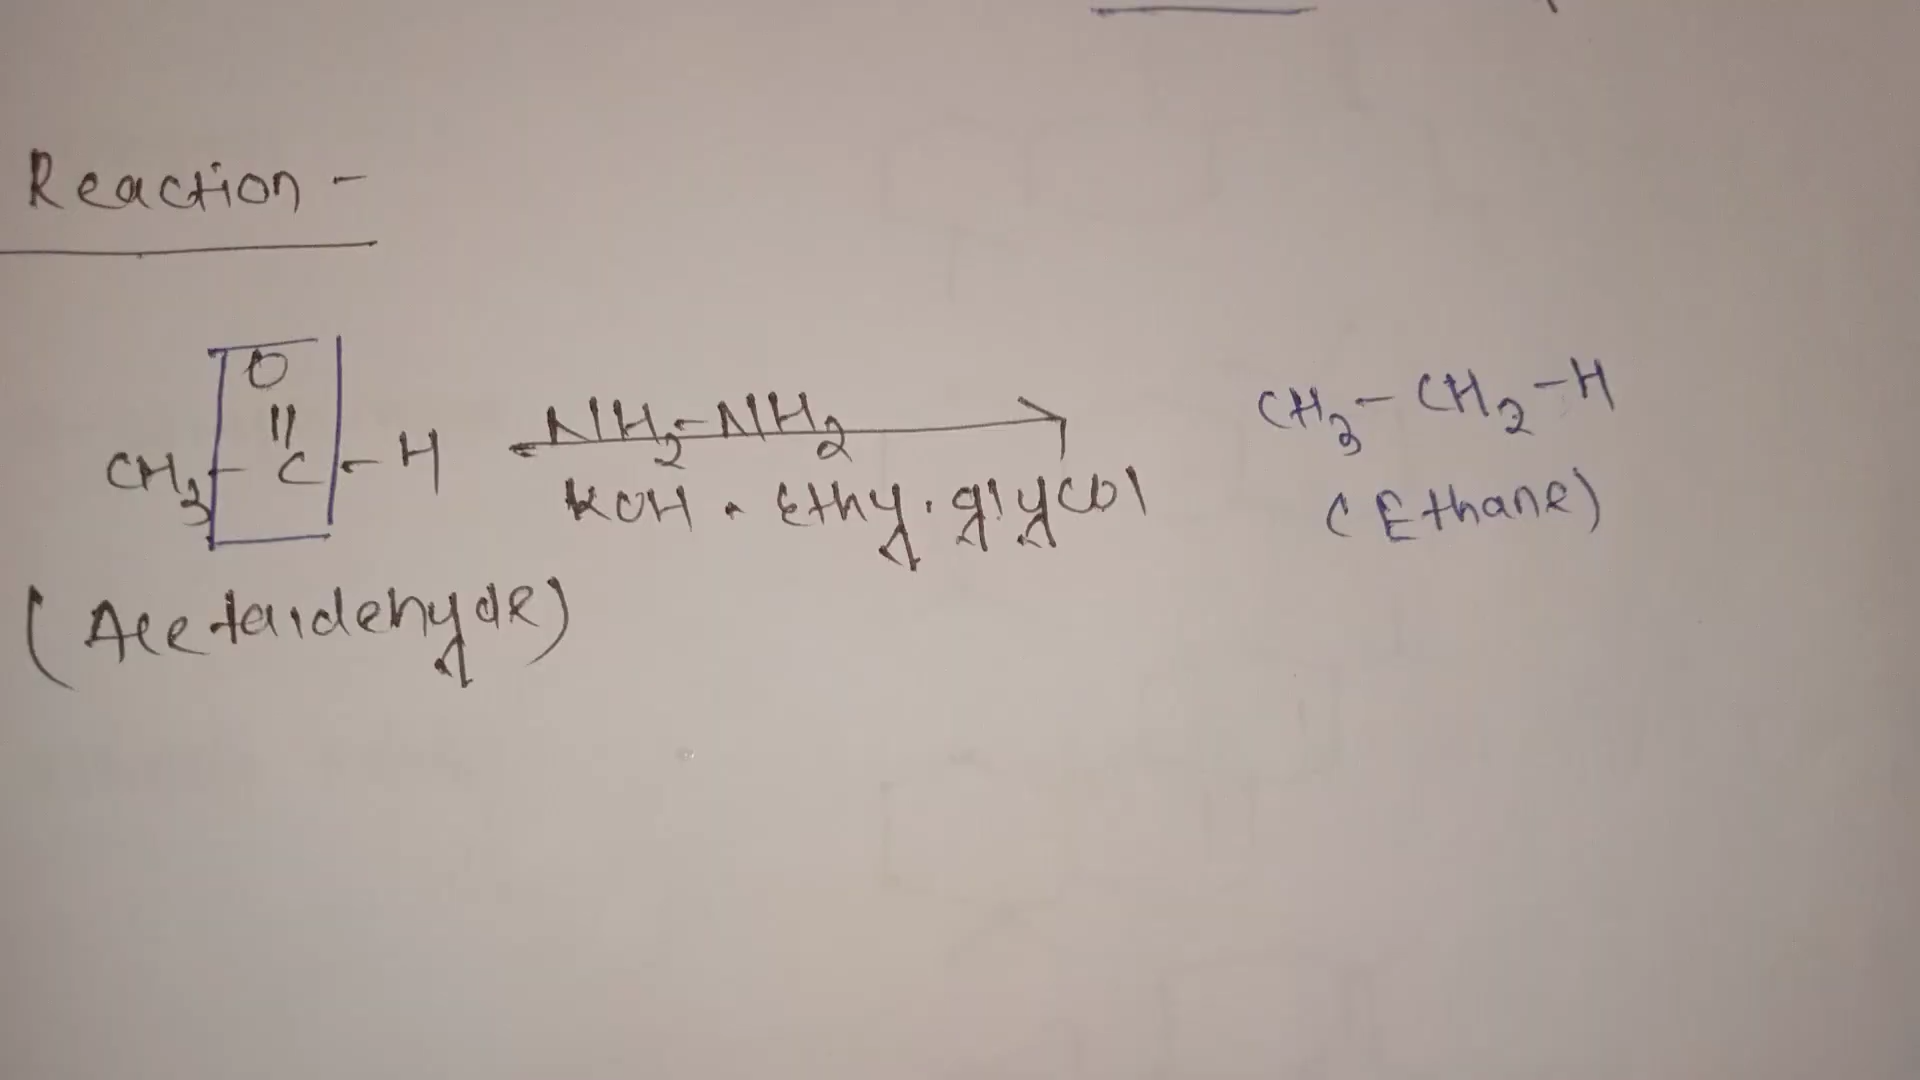 Reaction -
O
||
CH3 - C - H
NH2-NH2
KOH . Ethy. glycol
CH3 - CH2 - H
(Ethane)
(Acetaldehyde)